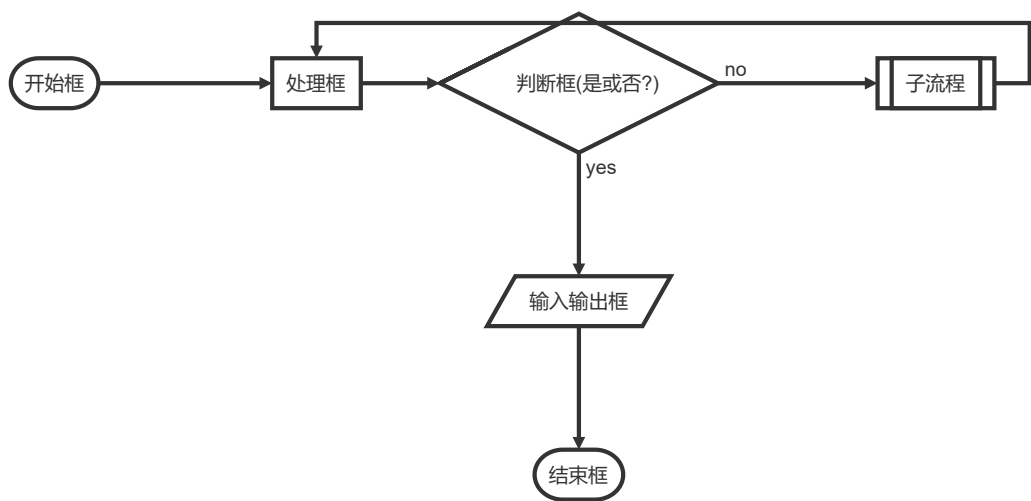 开始框
处理框
判断框(是或否?)
no
子流程
yes
输入输出框
结束框